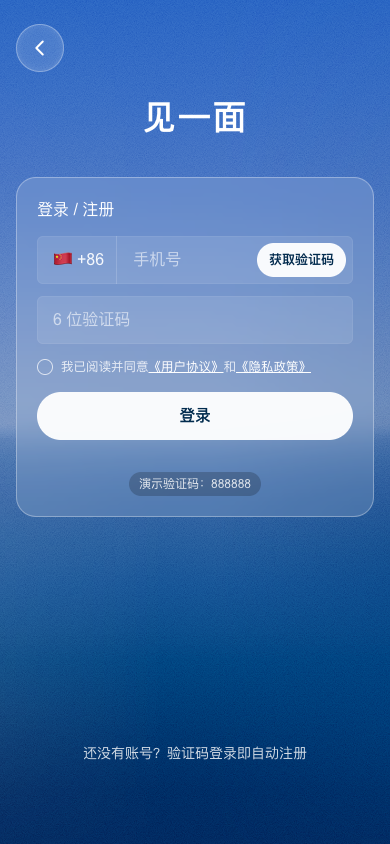 见一面
登录 / 注册
🇨🇳 +86 手机号 获取验证码
6 位验证码
我已阅读并同意《用户协议》和《隐私政策》
登录
演示验证码：888888
还没有账号？验证码登录即自动注册